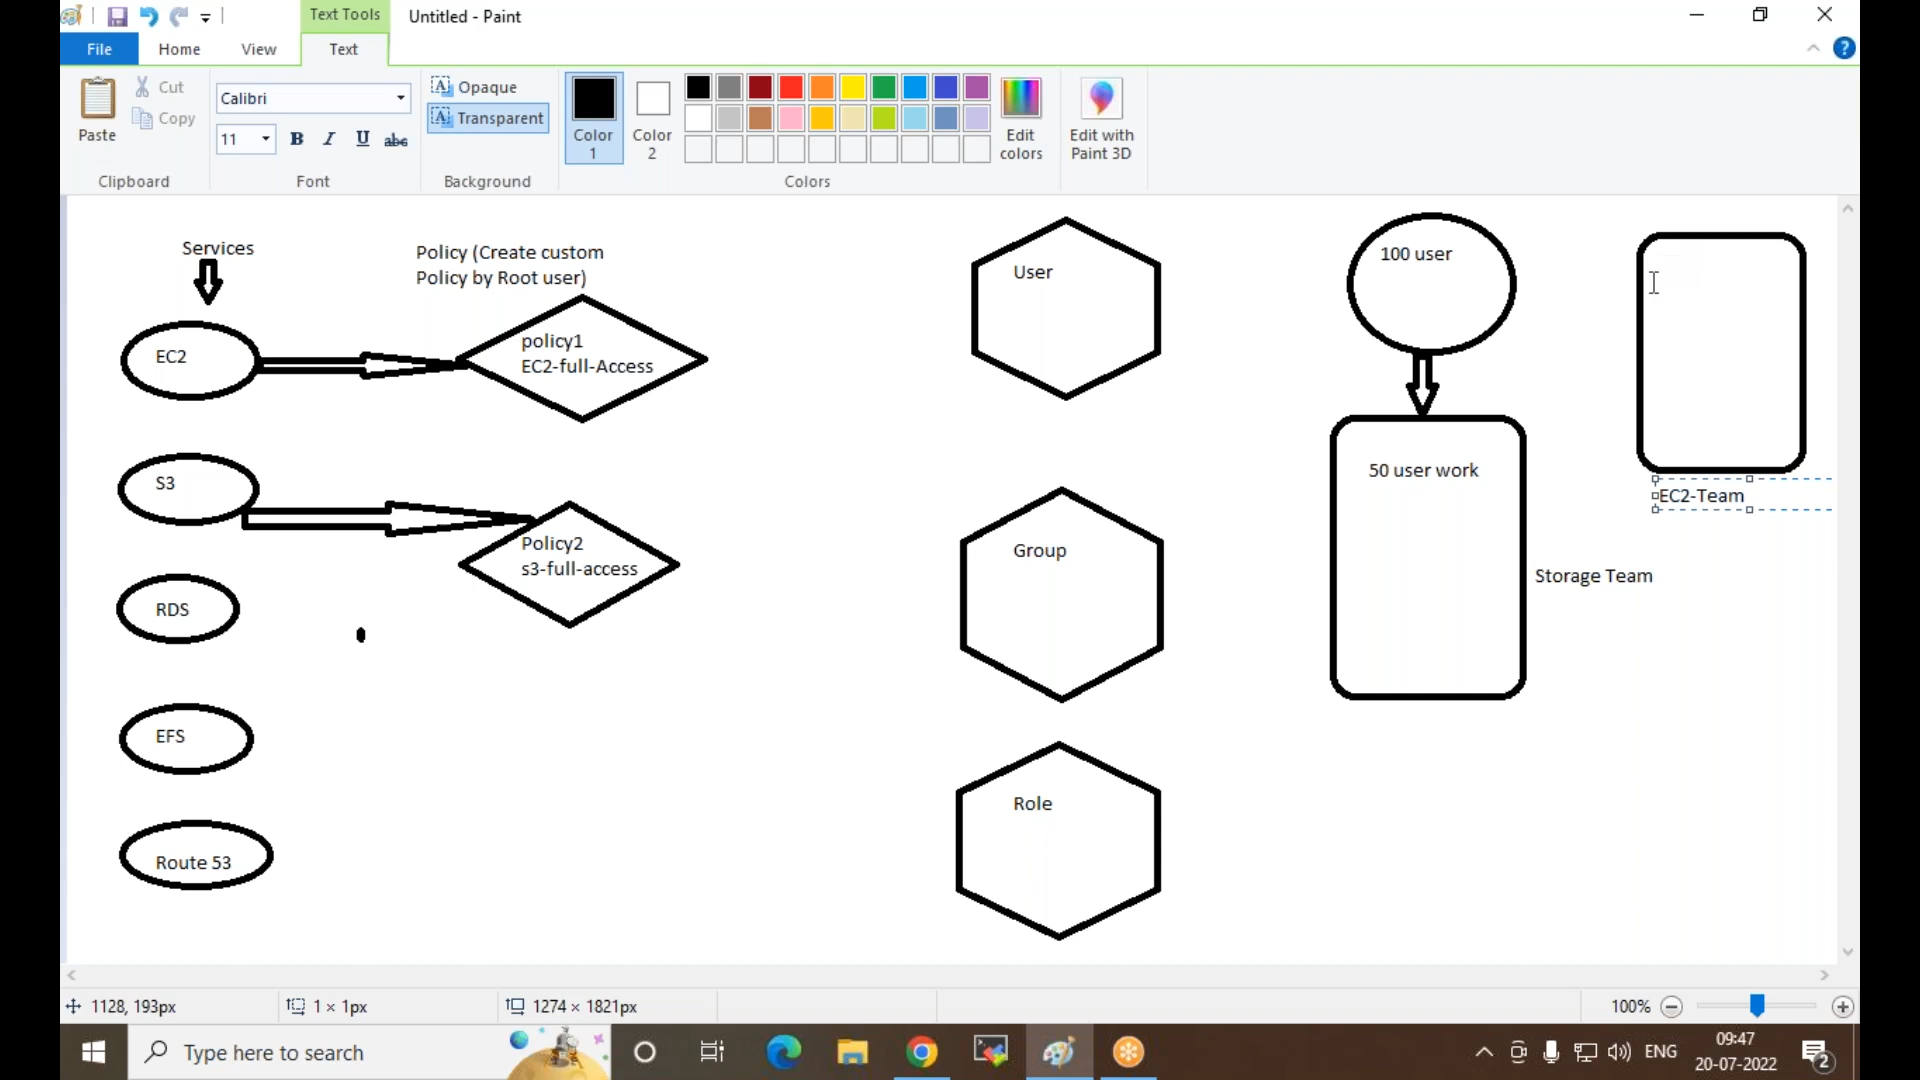 Text Tools
Untitled - Paint
File
Home
View
Text
Paste
Cut
Copy
Clipboard
Calibri
11
B
I
U
abc
Font
Opaque
Transparent
Background
Color
1
Color
2
Colors
Edit
colors
Edit with
Paint 3D
Services
EC2
S3
RDS
EFS
Route 53
Policy (Create custom
Policy by Root user)
policy1
EC2-full-Access
Policy2
s3-full-access
User
Group
Role
100 user
50 user work
Storage Team
EC2-Team
1128, 193px
1 × 1px
1274 × 1821px
100%
Type here to search
ENG
09:47
20-07-2022
2